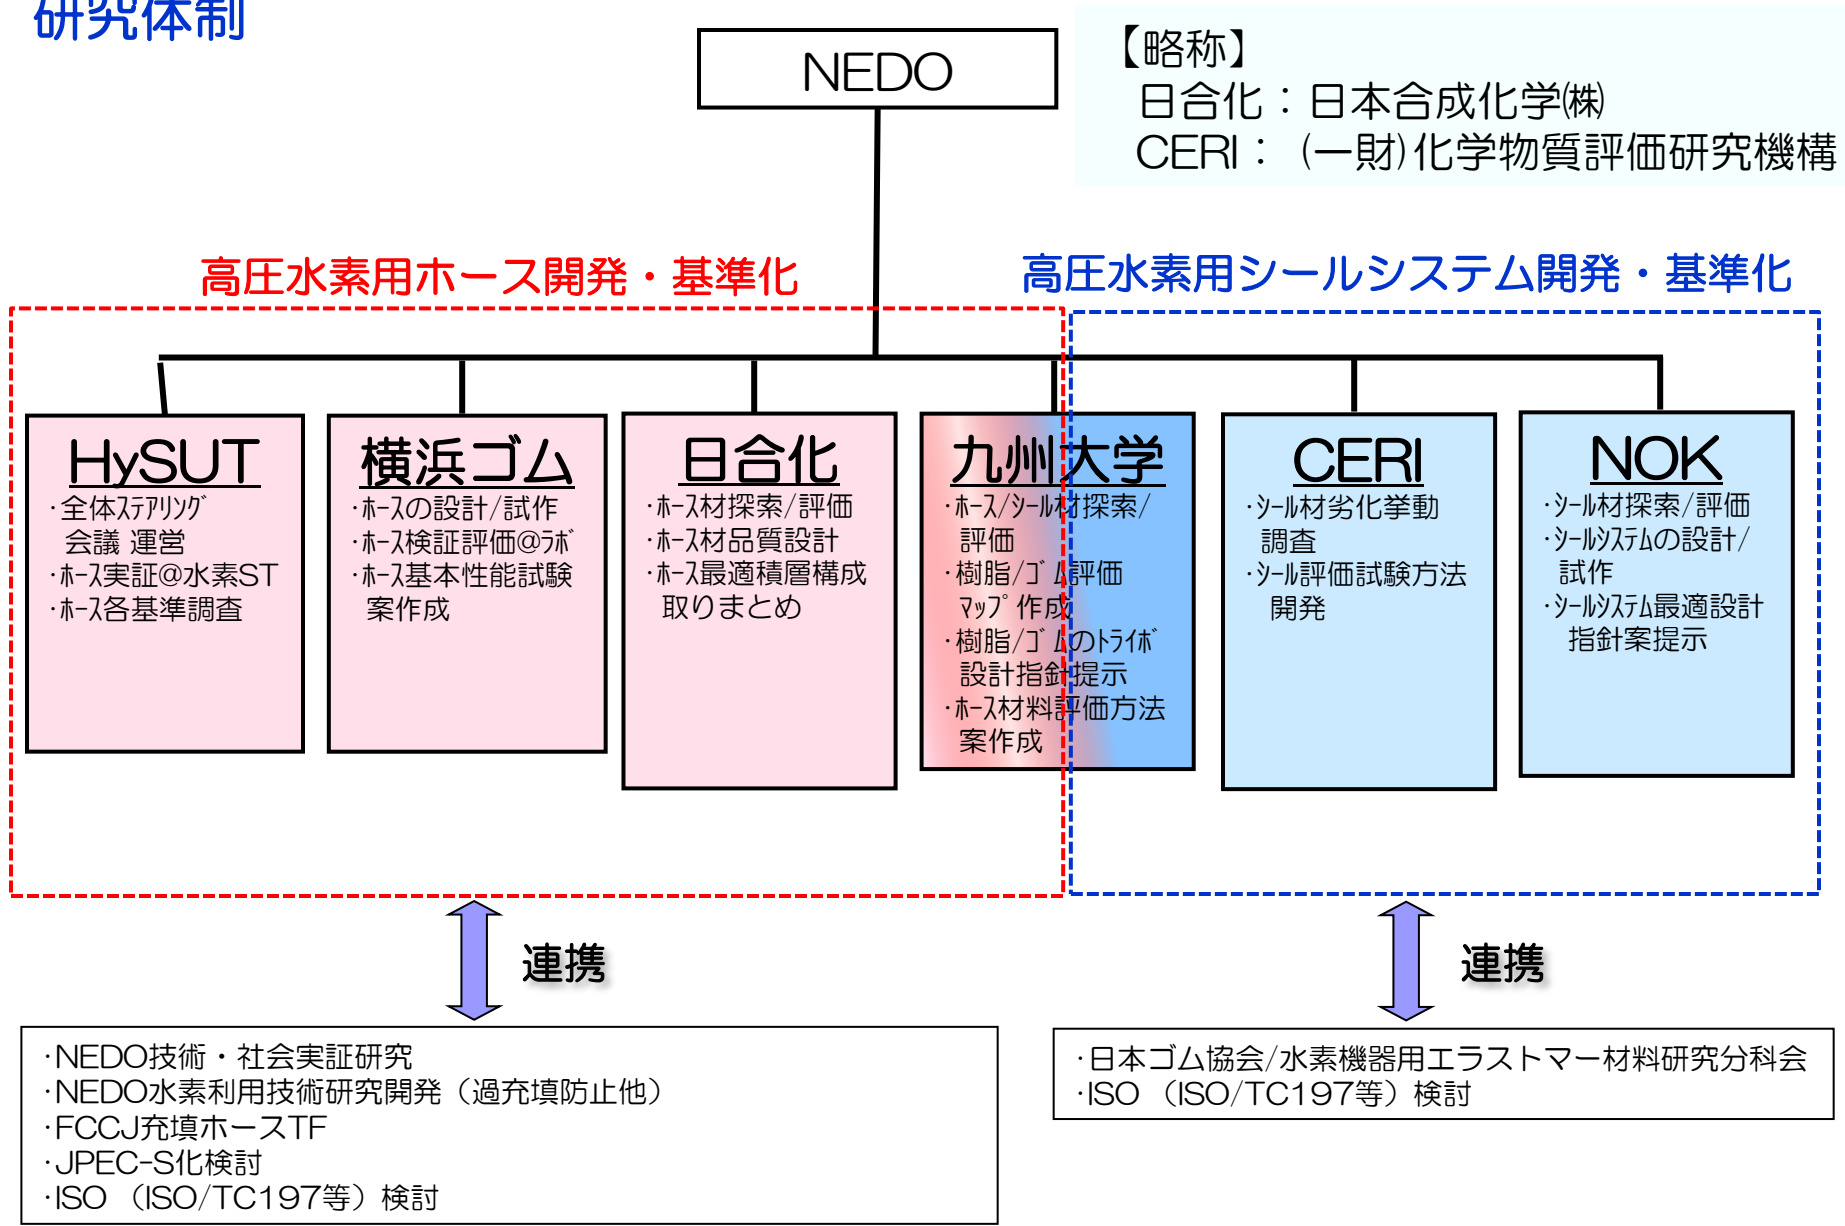 研究体制
NEDO
【略称】
日合化：日本合成化学㈱
CERI： (一財)化学物質評価研究機構
高圧水素用ホース開発・基準化
高圧水素用シールシステム開発・基準化
HySUT
･全体ｽﾃｱﾘﾝｸﾞ
会議 運営
･ﾎｰｽ実証@水素ST
･ﾎｰｽ各基準調査
横浜ゴム
･ﾎｰｽの設計/試作
･ﾎｰｽ検証評価@ﾗﾎﾞ
･ﾎｰｽ基本性能試験
案作成
日合化
･ﾎｰｽ材探索/評価
･ﾎｰｽ材品質設計
･ﾎｰｽ最適積層構成
取りまとめ
九州大学
･ﾎｰｽ/ｼｰﾙ材探索/
評価
･樹脂/ｺﾞﾑ評価
ﾏｯﾌﾟ作成
･樹脂/ｺﾞﾑのﾄﾗｲﾎﾞ
設計指針提示
･ﾎｰｽ材料評価方法
案作成
CERI
･ｼｰﾙ材劣化挙動
調査
･ｼｰﾙ評価試験方法
開発
NOK
･ｼｰﾙ材探索/評価
･ｼｰﾙｼｽﾃﾑの設計/
試作
･ｼｰﾙｼｽﾃﾑ最適設計
指針案提示
連携
連携
･NEDO技術・社会実証研究
･NEDO水素利用技術研究開発（過充填防止他）
･FCCJ充填ホースTF
･JPEC-S化検討
･ISO （ISO/TC197等）検討
･日本ゴム協会/水素機器用エラストマー材料研究分科会
･ISO （ISO/TC197等）検討